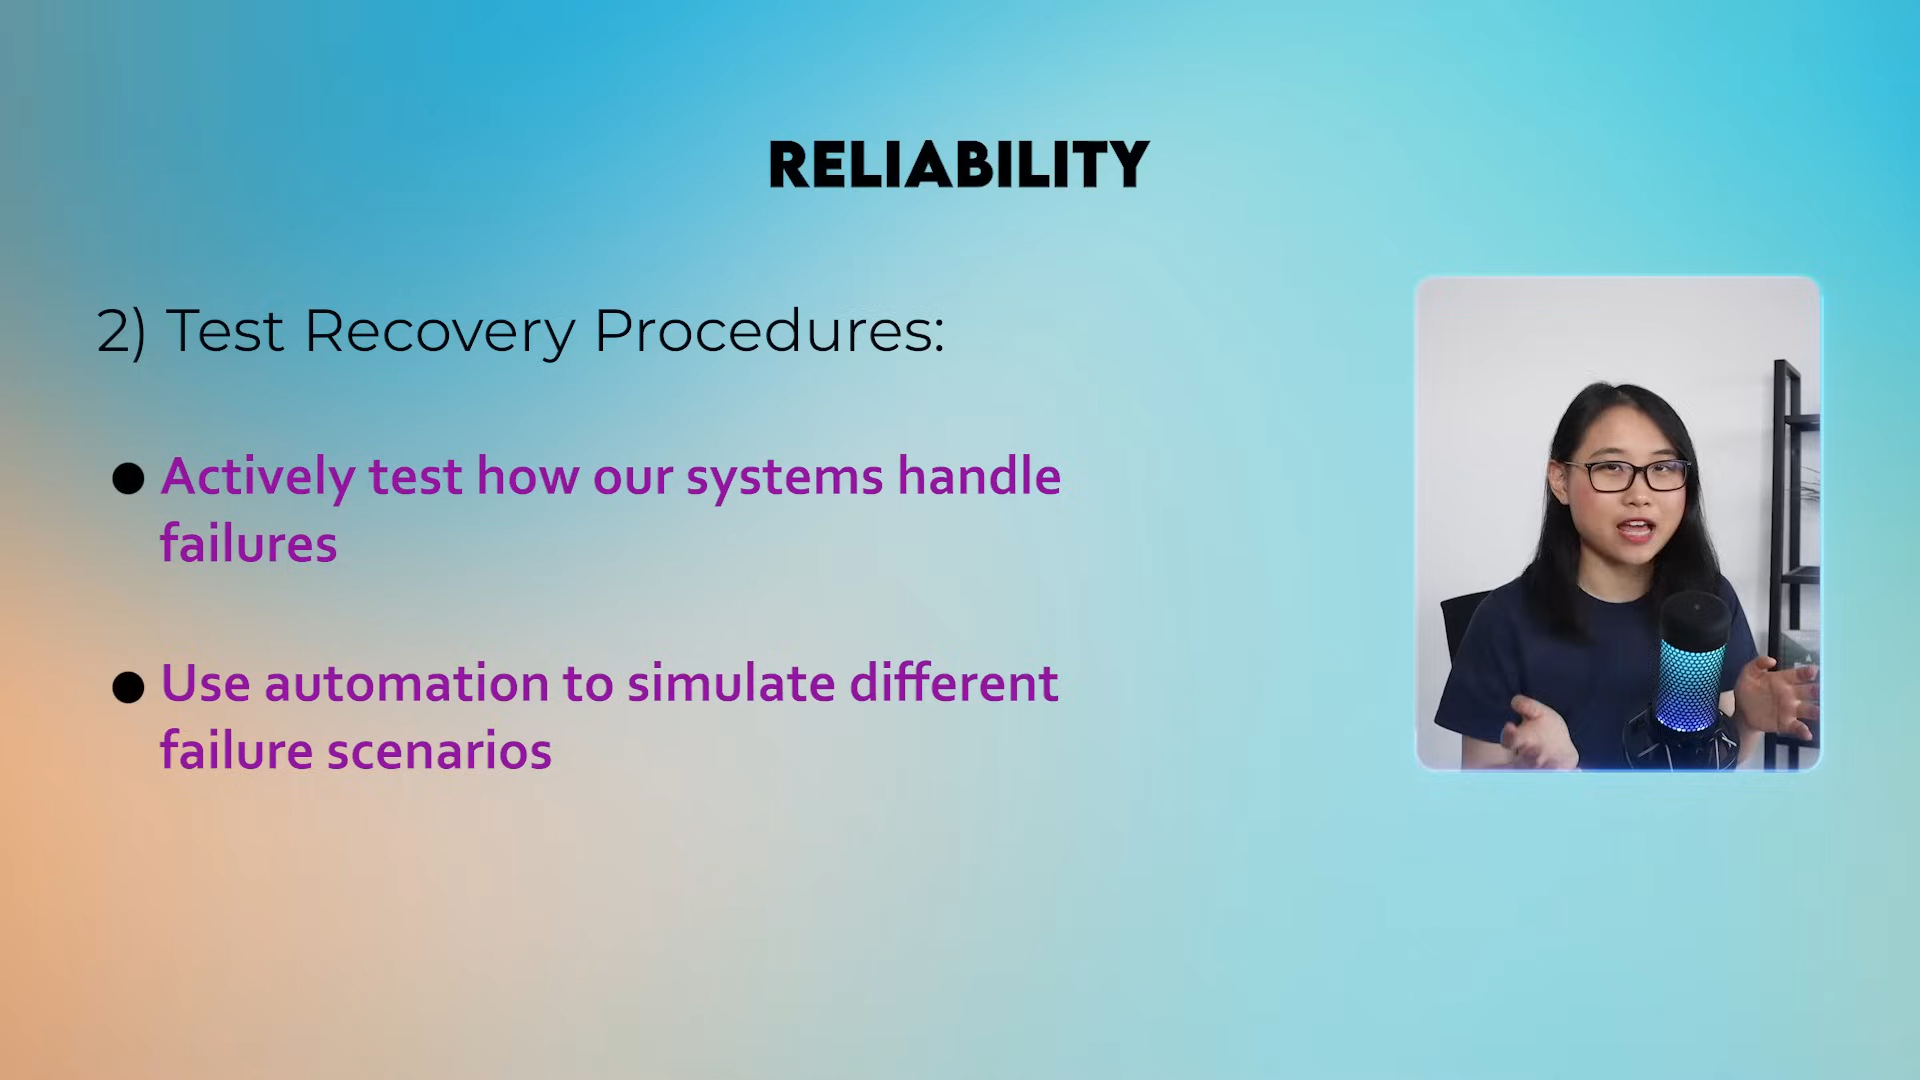 RELIABILITY
2) Test Recovery Procedures:
● Actively test how our systems handle
failures
● Use automation to simulate different
failure scenarios